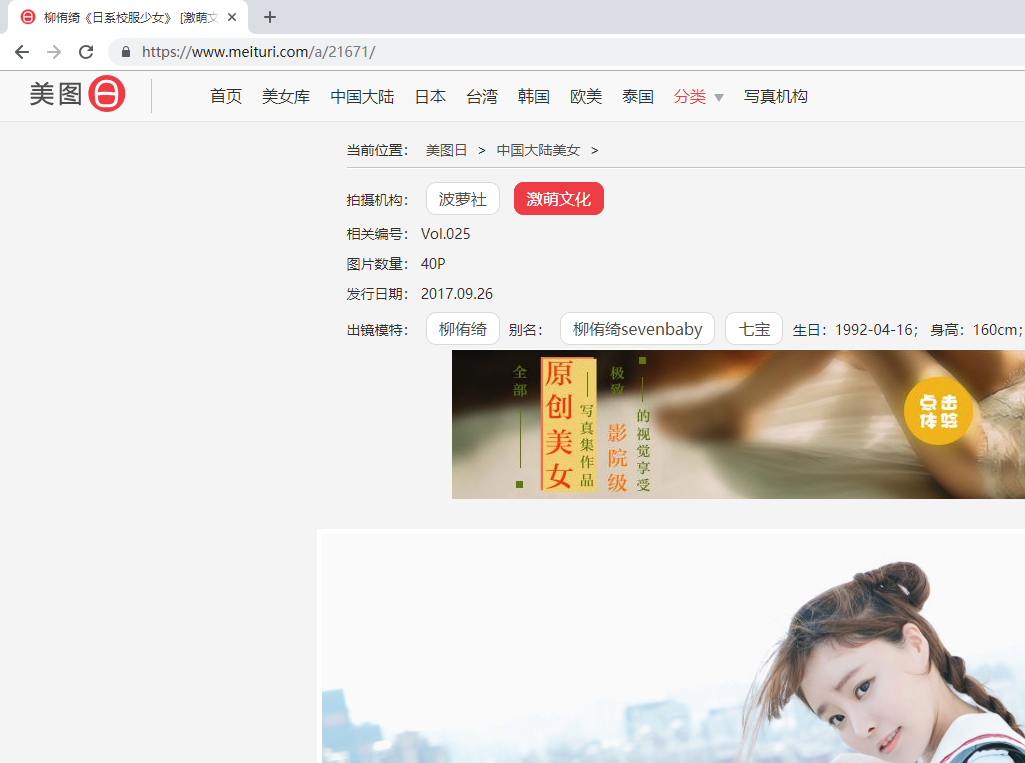 柳侑绮《日系校服少女》 [激萌文
https://www.meituri.com/a/21671/
美图日
首页 美女库 中国大陆 日本 台湾 韩国 欧美 泰国 分类 写真机构
当前位置： 美图日 > 中国大陆美女 >
拍摄机构： 波萝社 激萌文化
相关编号： Vol.025
图片数量： 40P
发行日期： 2017.09.26
出镜模特： 柳侑绮 别名： 柳侑绮sevenbaby 七宝 生日：1992-04-16； 身高：160cm；
全部
原创美女
写真集作品
极致
影院级
的视觉享受
点击
体验